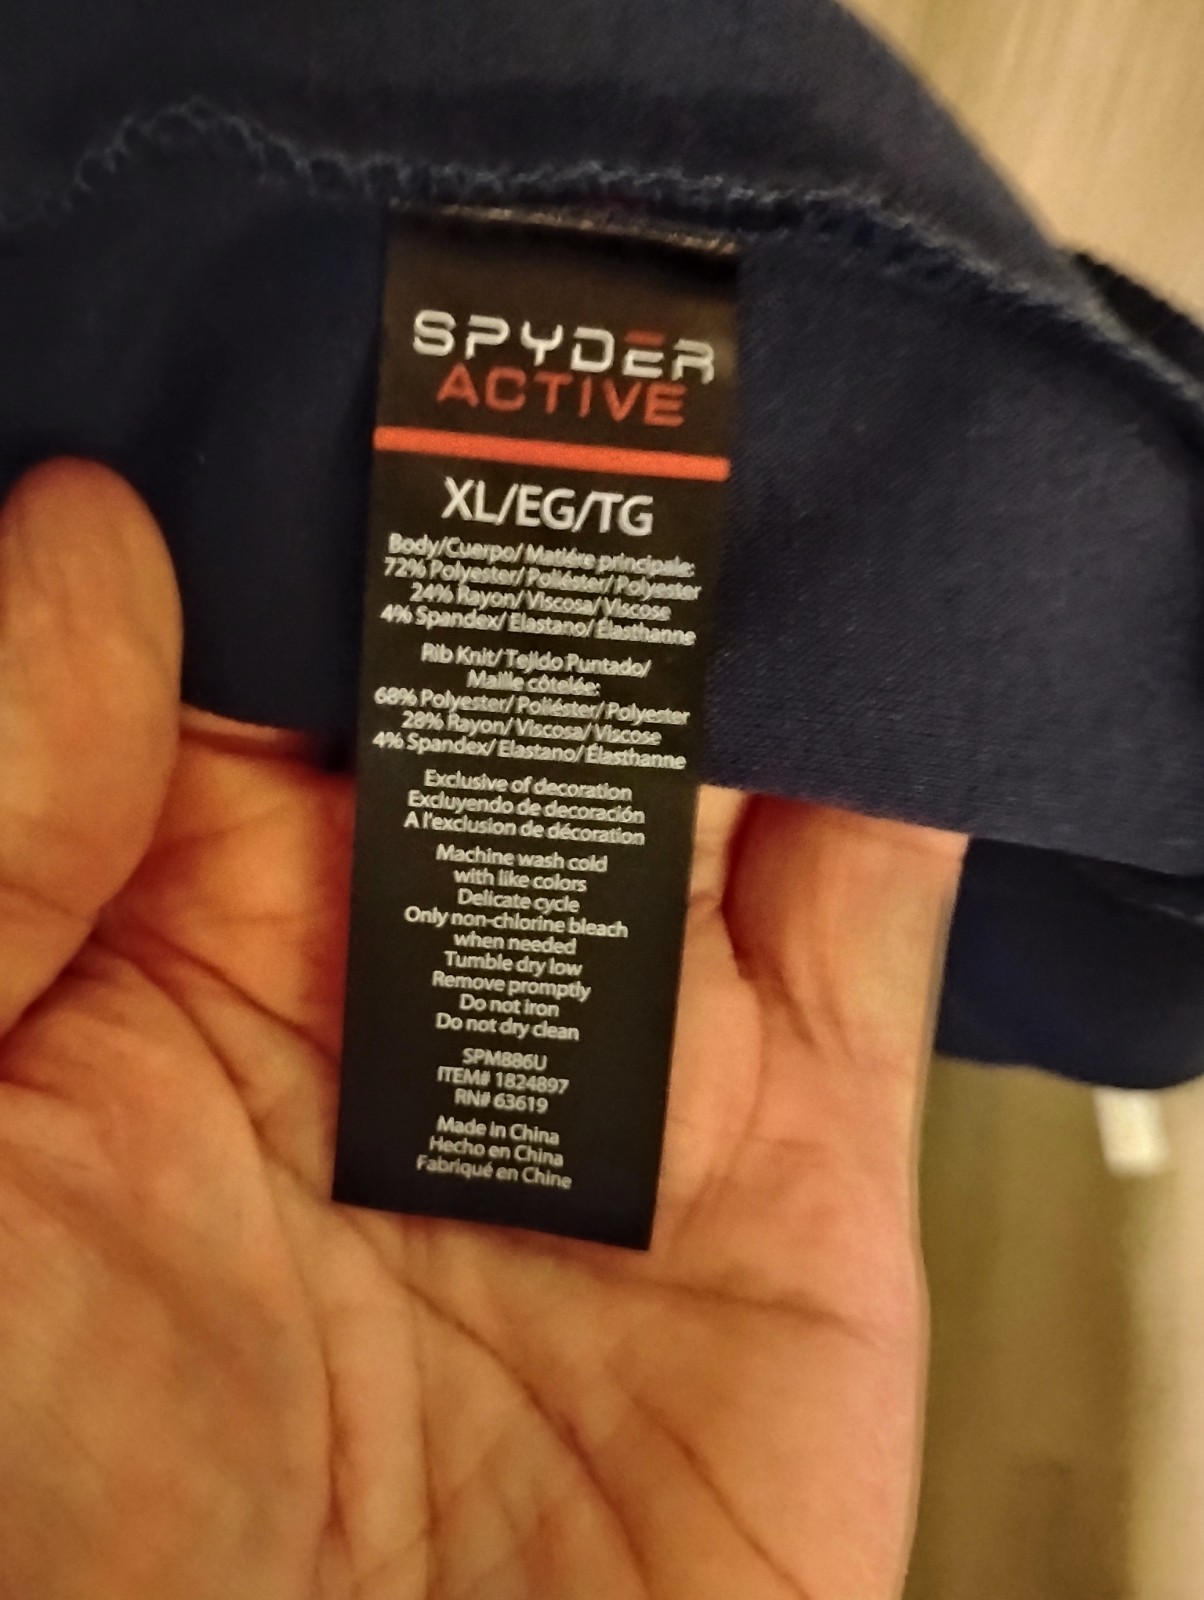 SPYDER
ACTIVE
XL/EG/TG
Body/Cuerpo/ Matiére principale:
72% Polyester/ Poliéster/ Polyester
24% Rayon/ Viscosa/ Viscose
4% Spandex/ Elastano/ Élasthanne
Rib Knit/ Tejido Puntado/
Maille côtelée:
68% Polyester/ Poliéster/ Polyester
28% Rayon/ Viscosa/ Viscose
4% Spandex/ Elastano/ Élasthanne
Exclusive of decoration
Excluyendo de decoración
A l'exclusion de décoration
Machine wash cold
with like colors
Delicate cycle
Only non-chlorine bleach
when needed
Tumble dry low
Remove promptly
Do not iron
Do not dry clean
SPM886U
ITEM# 1824897
RN# 63619
Made in China
Hecho en China
Fabriqué en Chine